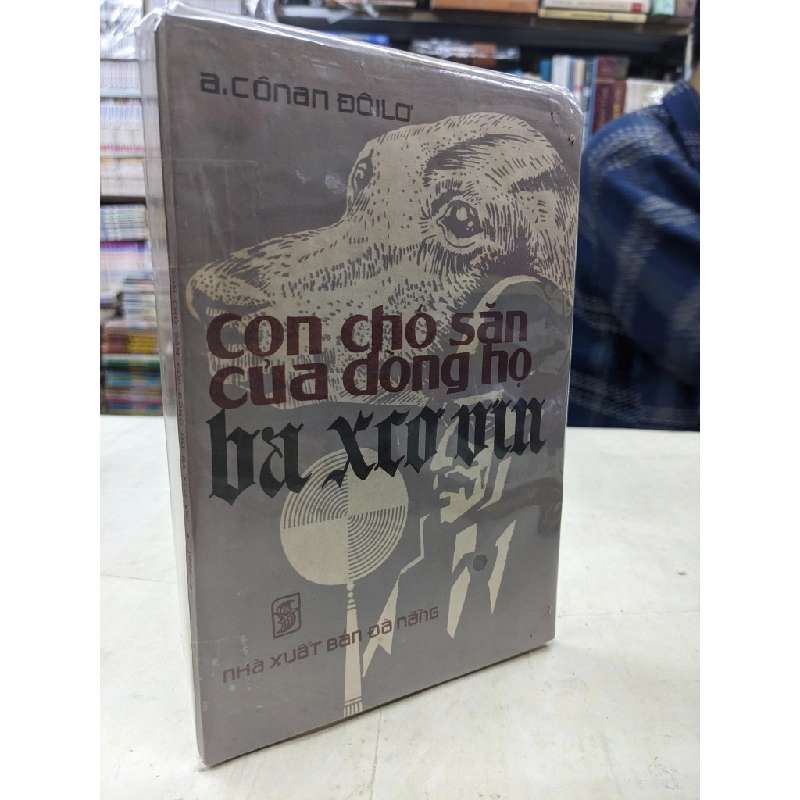 a. cônan đôilơ
con chó săn
của dòng họ
ba xcơ vin
nhà xuất bản đà nẵng